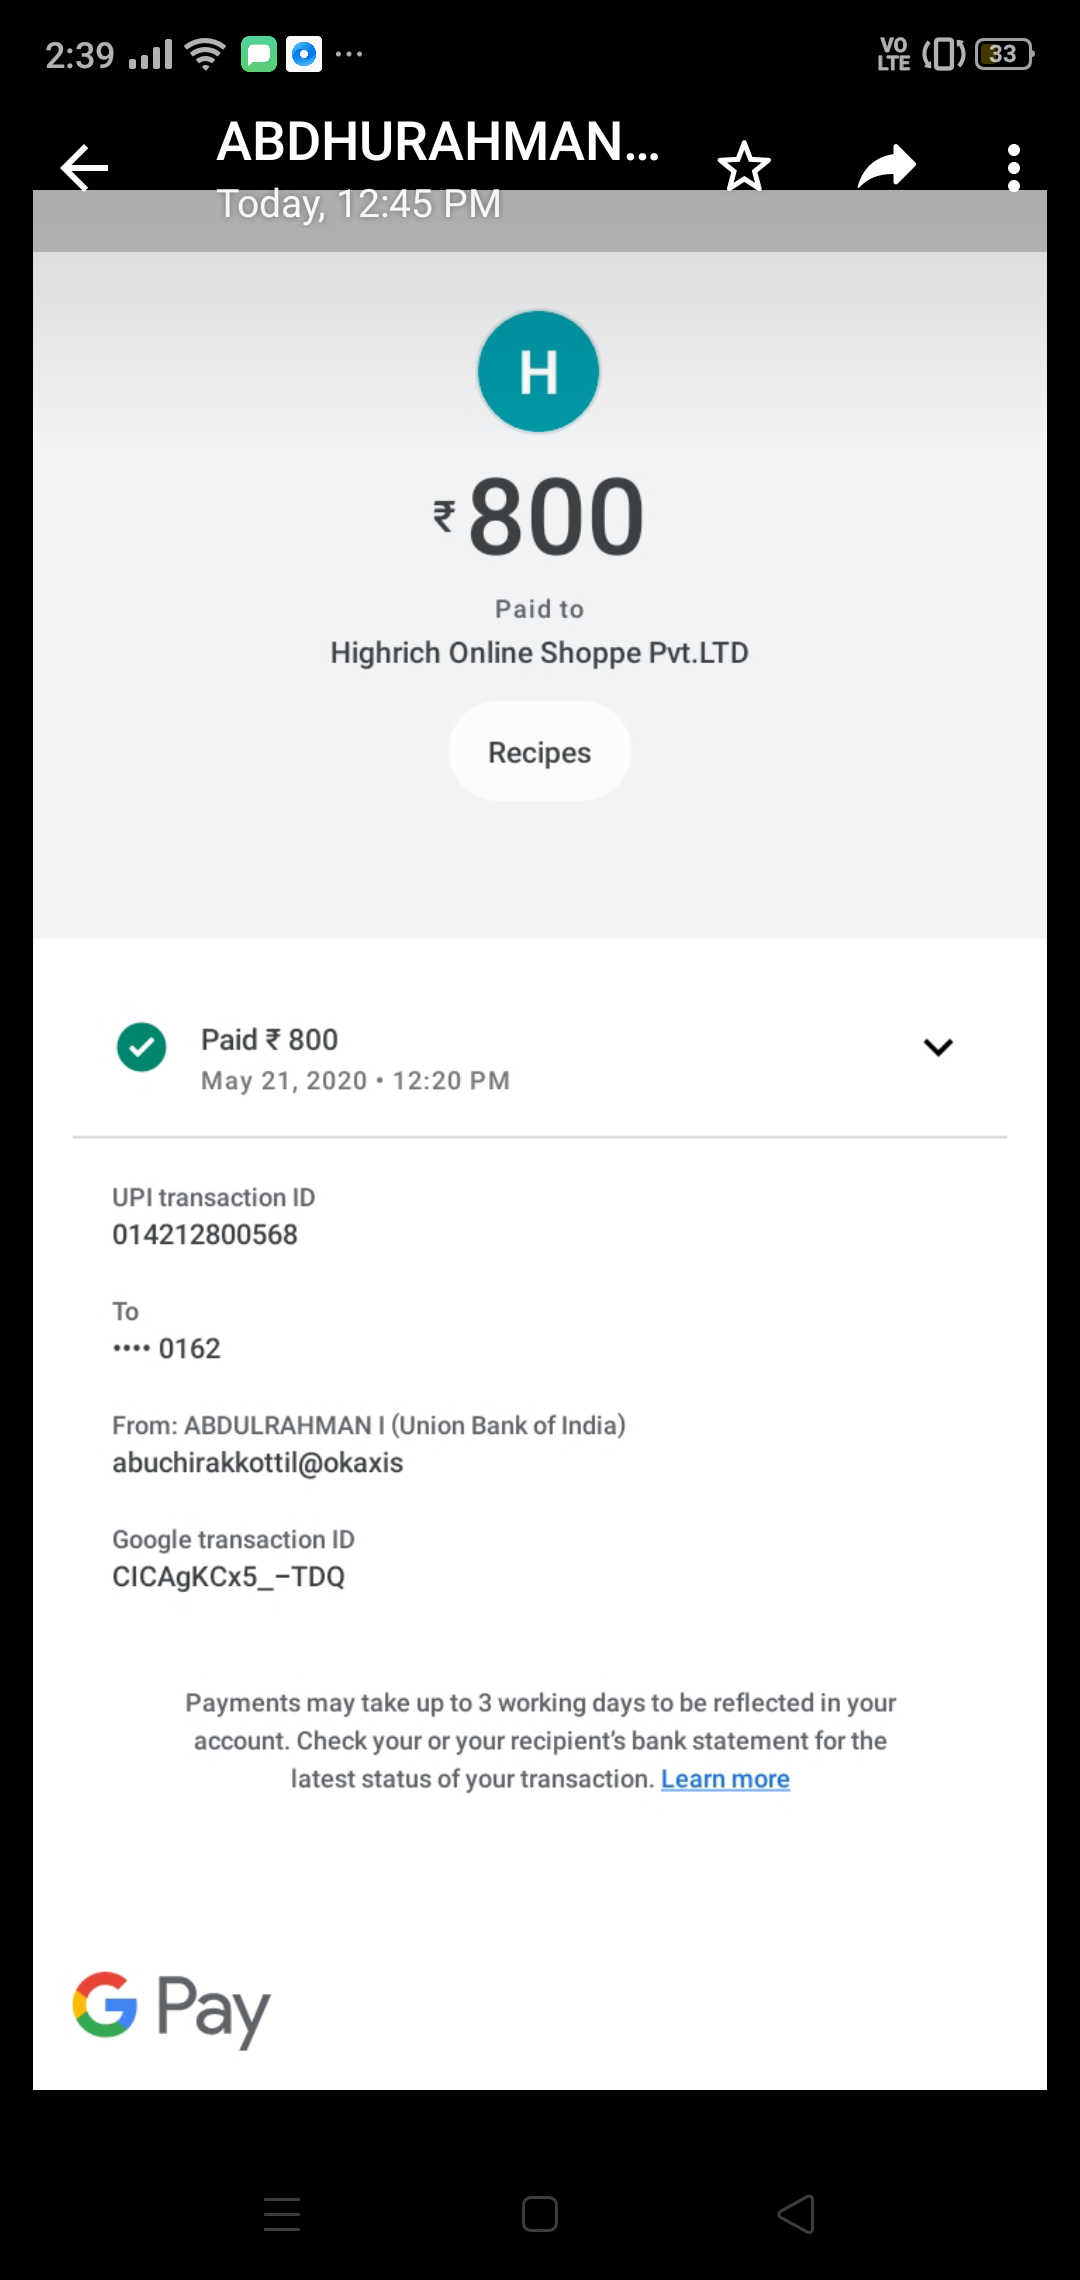 2:39
VO
LTE
33
ABDHURAHMAN...
Today, 12:45 PM
H
₹800
Paid to
Highrich Online Shoppe Pvt.LTD
Recipes
Paid ₹ 800
May 21, 2020 • 12:20 PM
UPI transaction ID
014212800568
To
•••• 0162
From: ABDULRAHMAN I (Union Bank of India)
abuchirakkottil@okaxis
Google transaction ID
CICAgKCx5_-TDQ
Payments may take up to 3 working days to be reflected in your
account. Check your or your recipient’s bank statement for the
latest status of your transaction. Learn more
G Pay